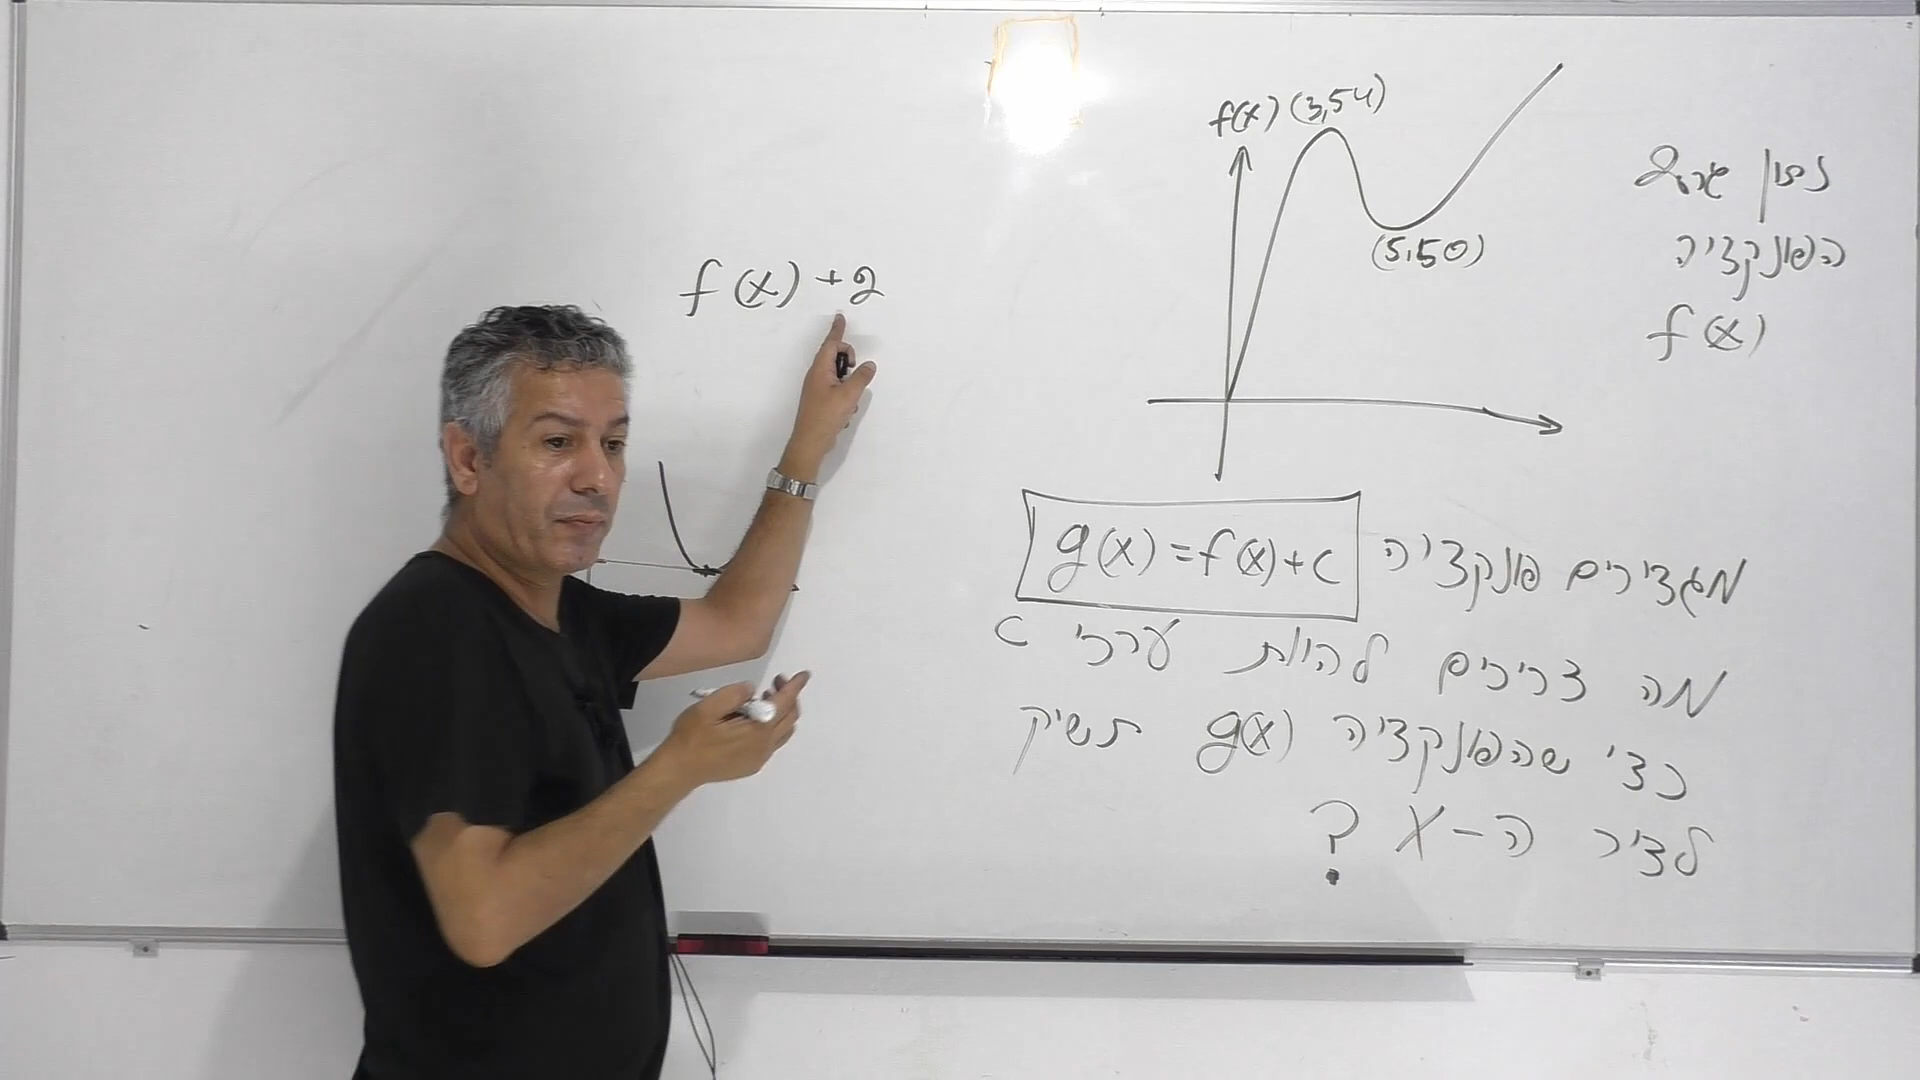 f(x) (3,54)
(5,50)
נתון גרף
הפונקציה
f(x)
f(x) + 2
מגדירים פונקציה g(x) = f(x) + c
מה צריכים להיות ערכי c
כדי שהפונקציה g(x) תשיק
לציר ה-x ?